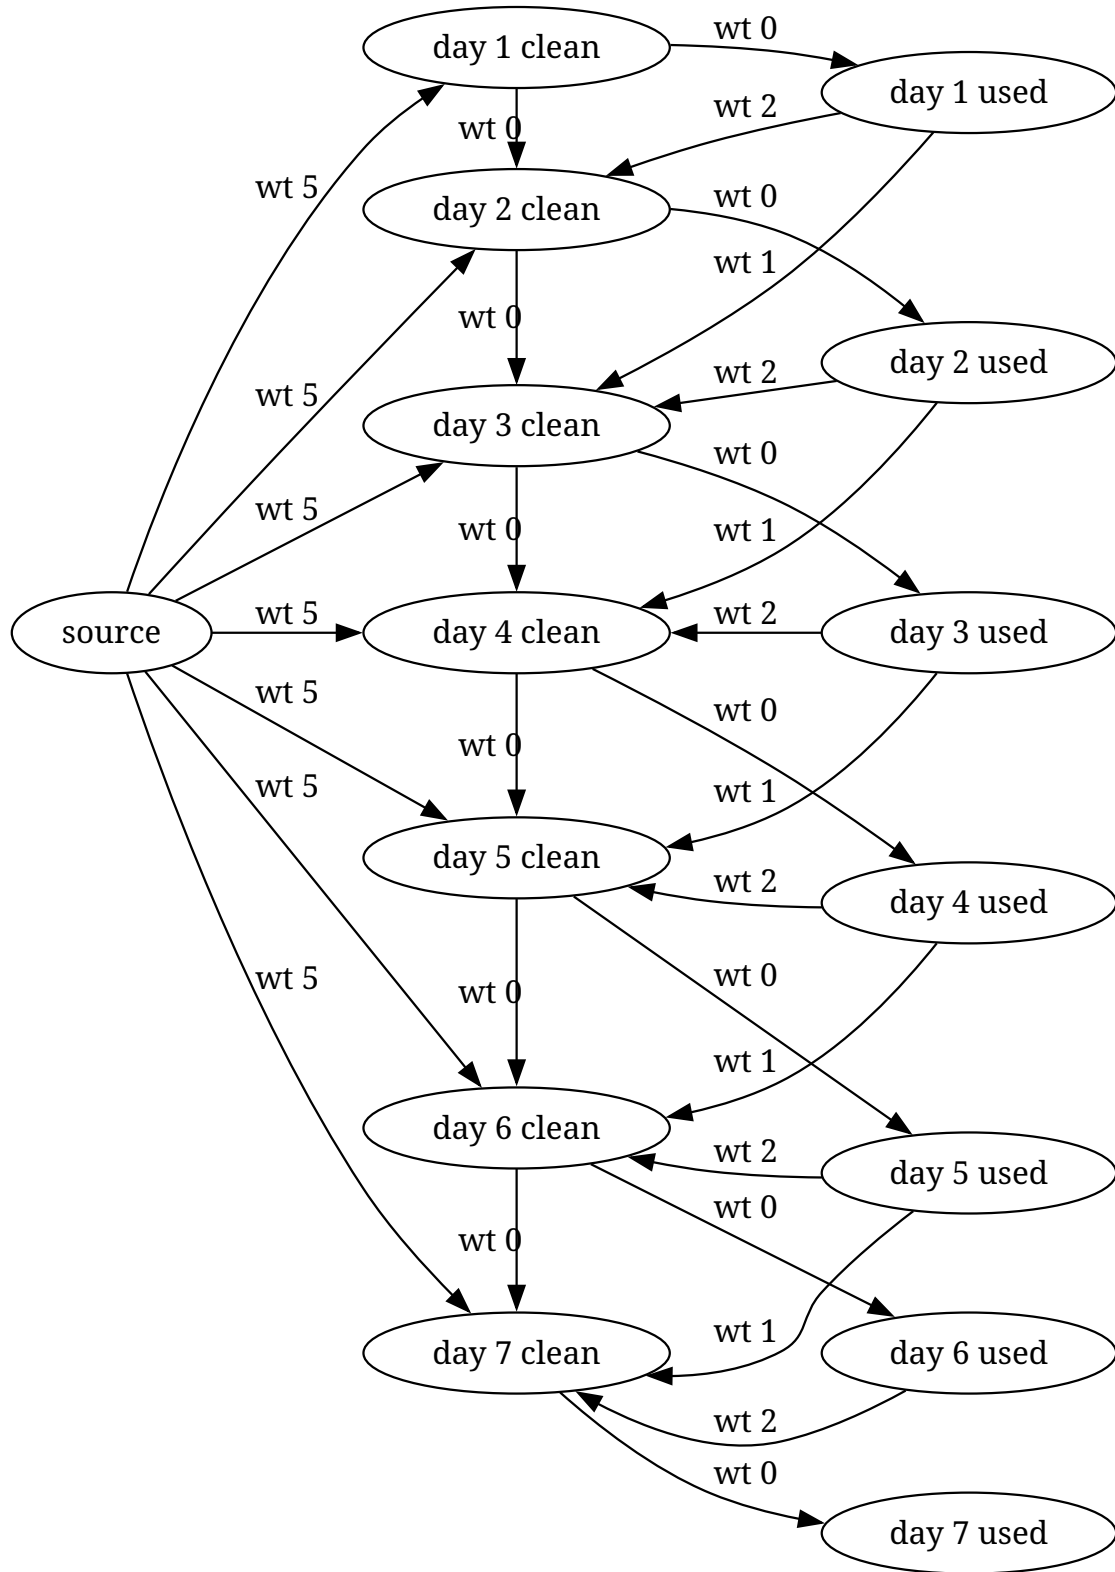 day 1 clean
wt 0
day 1 used
wt 2
wt 0
wt 5
day 2 clean
wt 0
wt 1
wt 0
day 2 used
wt 2
wt 5
day 3 clean
wt 0
wt 5
wt 0
wt 1
wt 5
wt 2
source
day 4 clean
day 3 used
wt 5
wt 0
wt 0
wt 5
wt 1
day 5 clean
wt 2
day 4 used
wt 5
wt 0
wt 0
wt 1
day 6 clean
wt 2
day 5 used
wt 0
wt 0
wt 1
day 7 clean
day 6 used
wt 2
wt 0
day 7 used